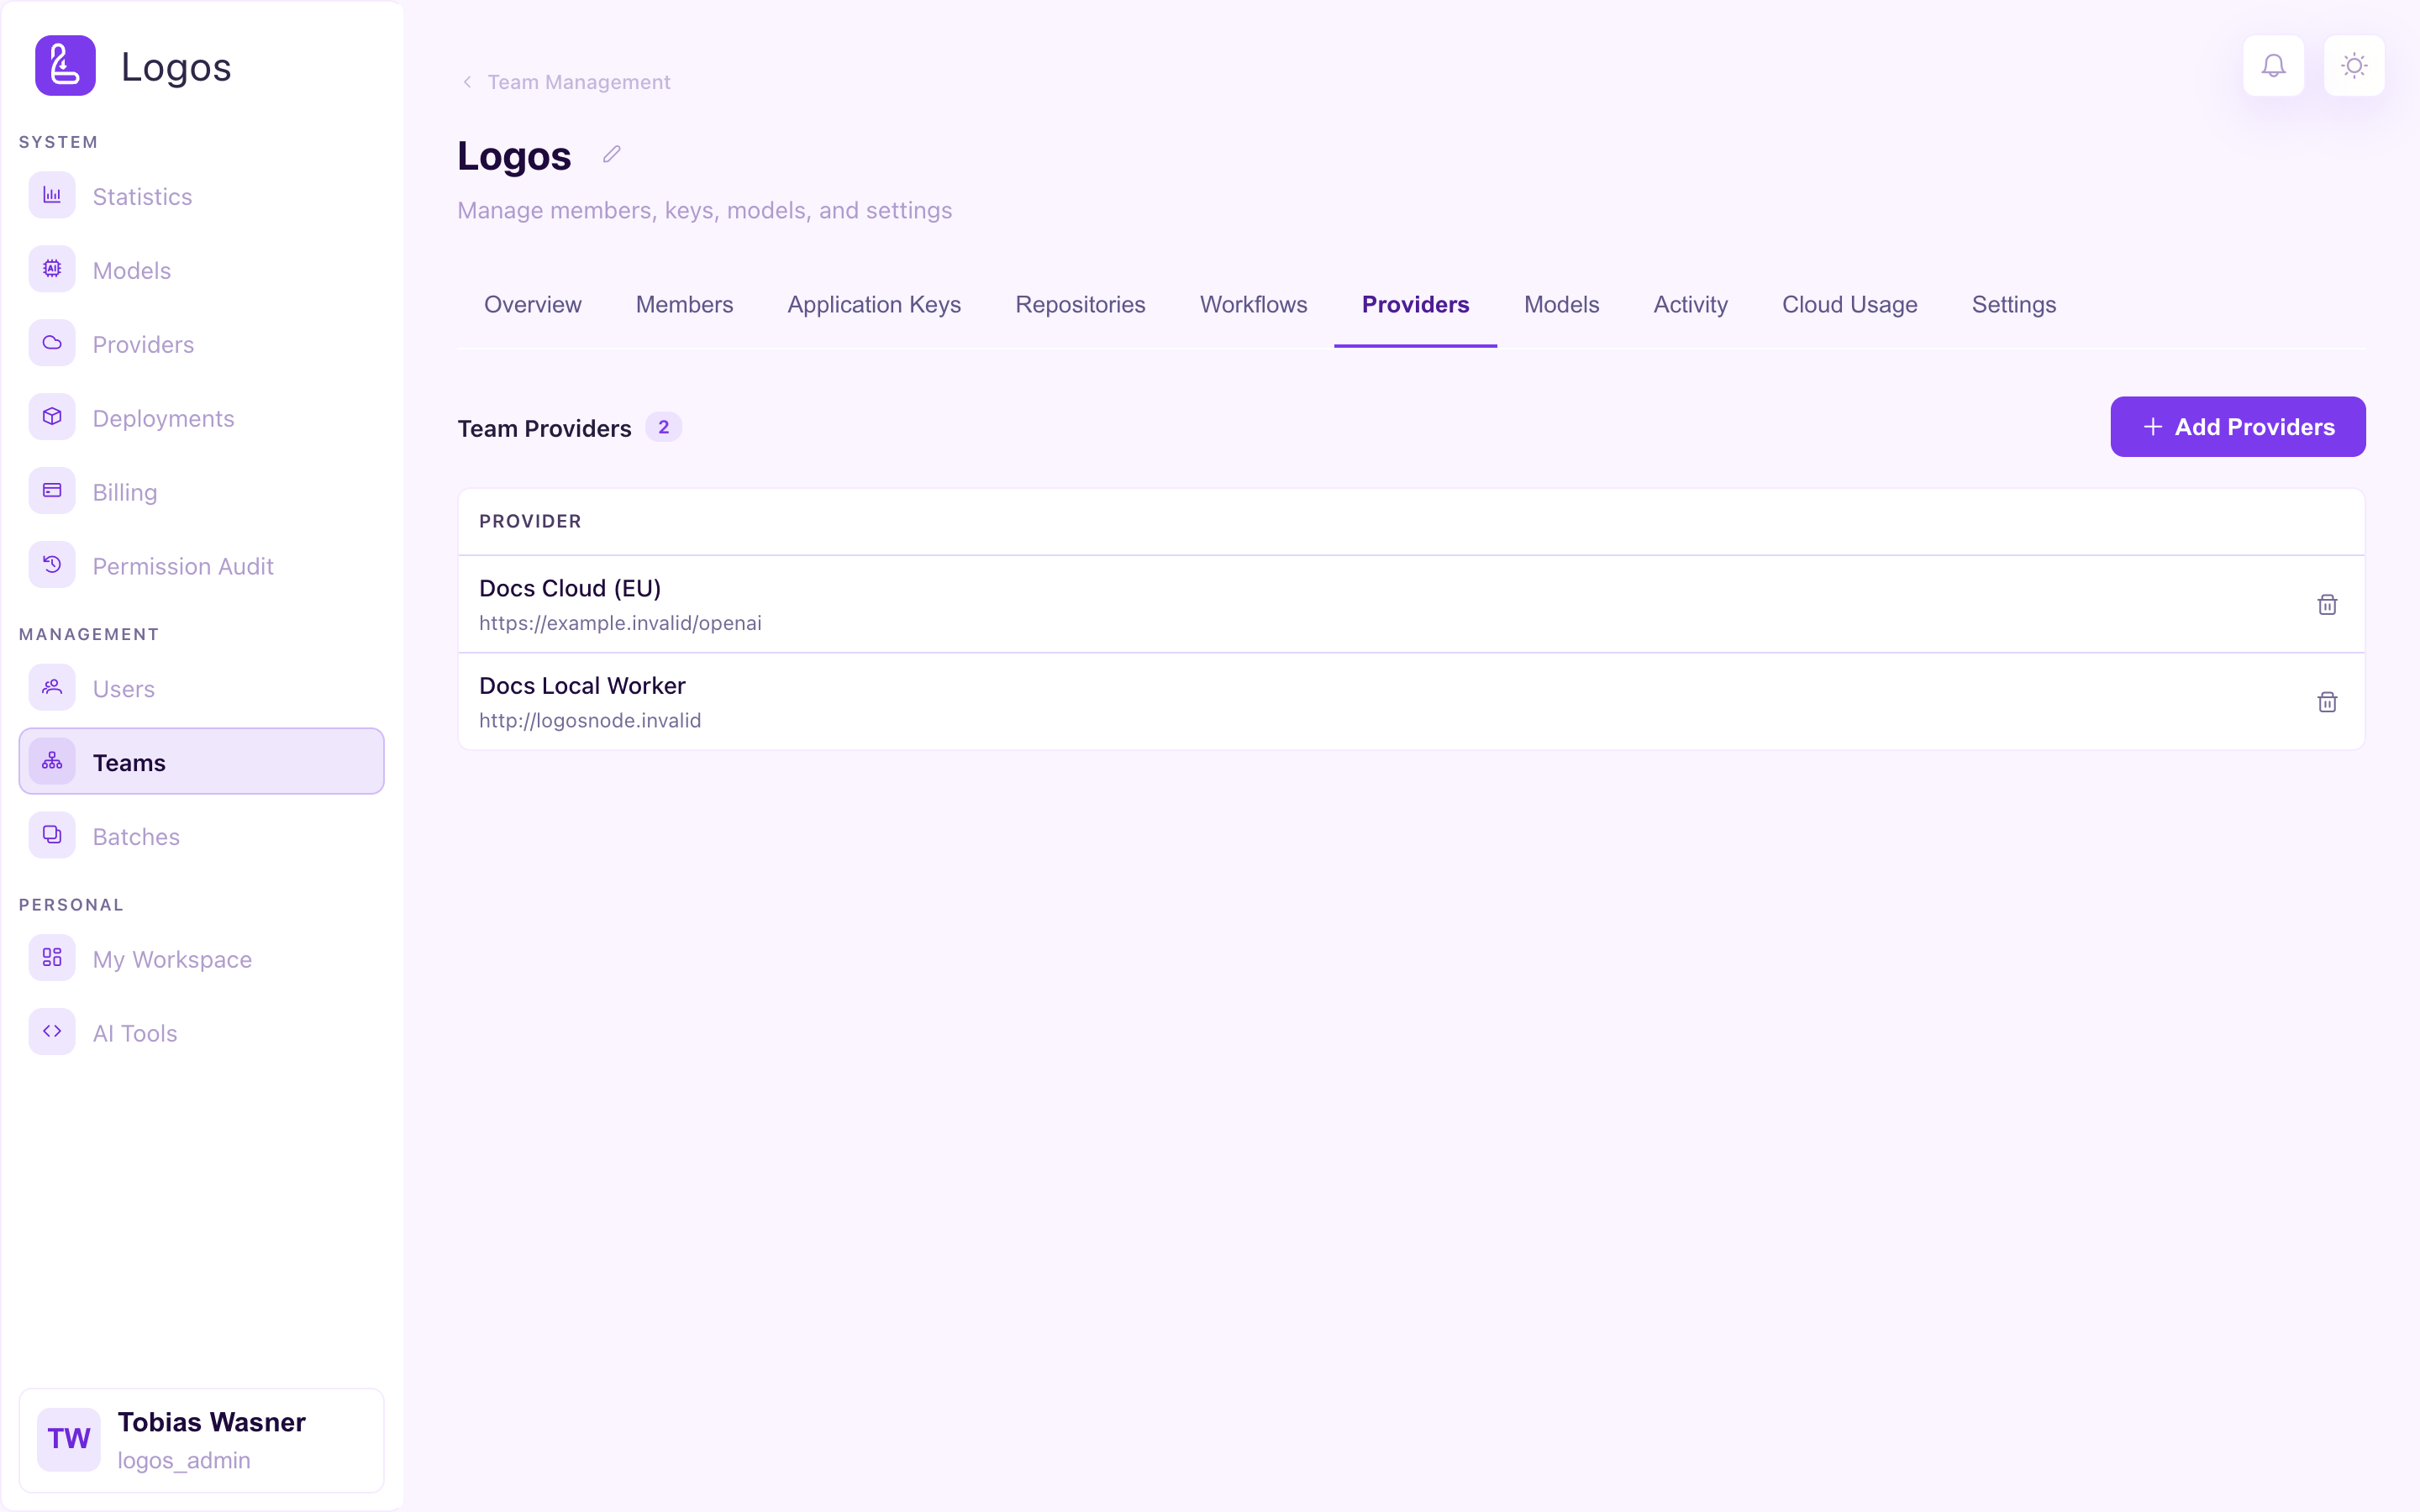 Logos
SYSTEM
Statistics
Models
Providers
Deployments
Billing
Permission Audit
MANAGEMENT
Users
Teams
Batches
PERSONAL
My Workspace
AI Tools
TW
Tobias Wasner
logos_admin
Team Management
Logos
Manage members, keys, models, and settings
Overview Members Application Keys Repositories Workflows Providers Models Activity Cloud Usage Settings
Team Providers 2
Add Providers
PROVIDER
Docs Cloud (EU)
https://example.invalid/openai
Docs Local Worker
http://logosnode.invalid